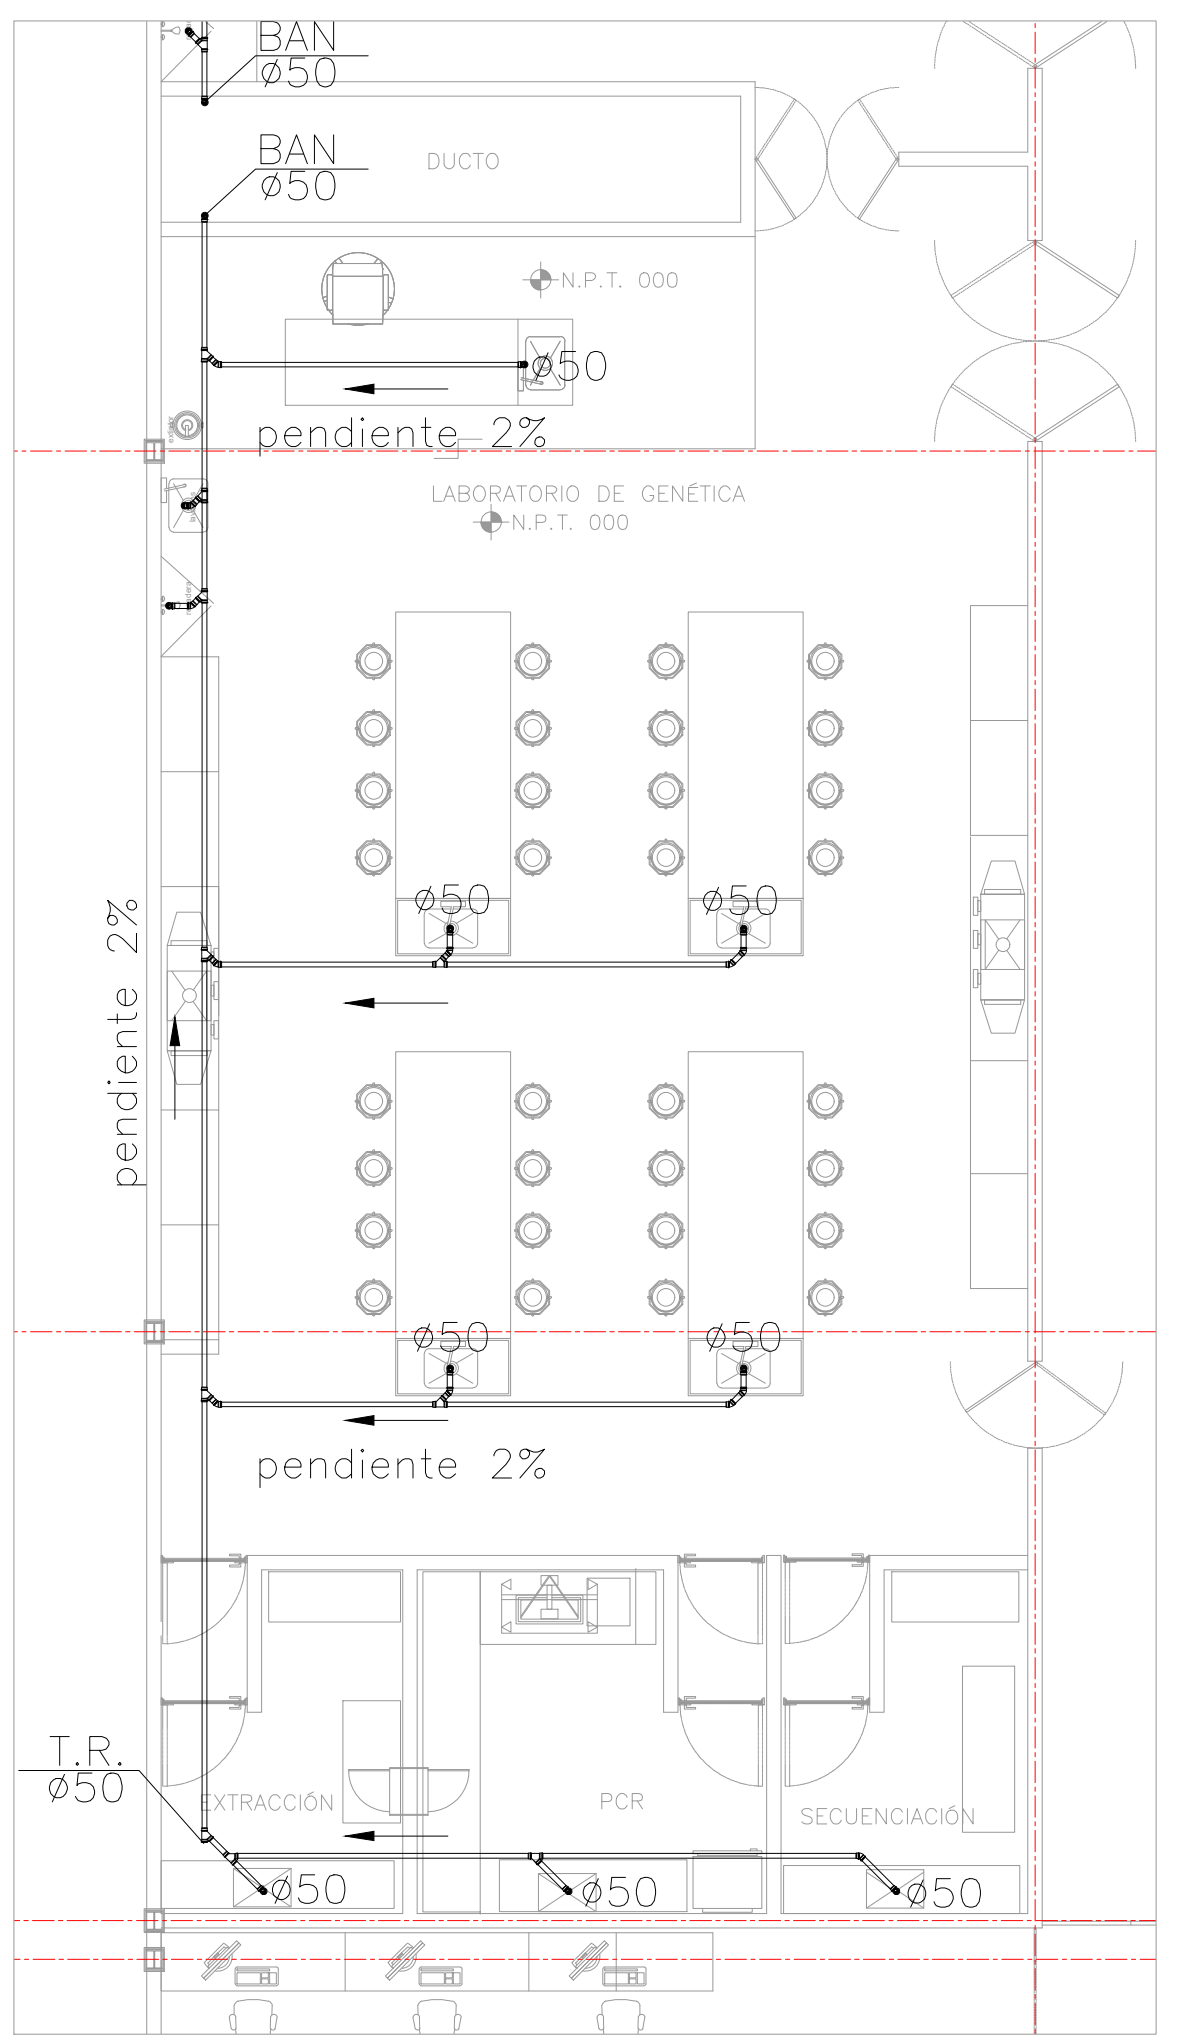 BAN
ø50
BAN
ø50
DUCTO
N.P.T. 000
ø50
pendiente 2%
LABORATORIO DE GENÉTICA
N.P.T. 000
ø50
ø50
pendiente 2%
ø50
ø50
pendiente 2%
T.R.
ø50
EXTRACCIÓN
PCR
SECUENCIACIÓN
ø50
ø50
ø50